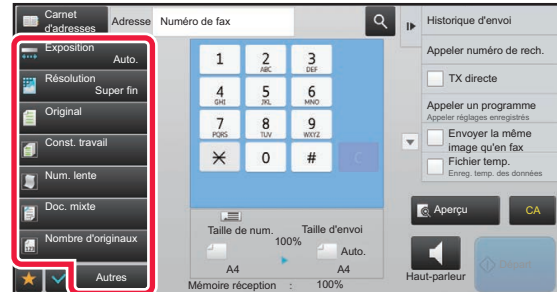 Carnet
d'adresses
Adresse
Numéro de fax
Exposition
Auto.
Résolution
Super fin
Original
Const. travail
Num. lente
Doc. mixte
Nombre d'originaux
Autres
1
2
ABC
3
DEF
4
GHI
5
JKL
6
MNO
7
PQRS
8
TUV
9
WXYZ
0
#
C
Taille de num.
100%
Taille d'envoi
Auto.
A4
A4
Mémoire réception : 100%
Historique d'envoi
Appeler numéro de rech.
TX directe
Appeler un programme
Appeler réglages enregistrés
Envoyer la même
image qu'en fax
Fichier temp.
Enreg. temp. des données
Aperçu
CA
Haut-parleur
Départ